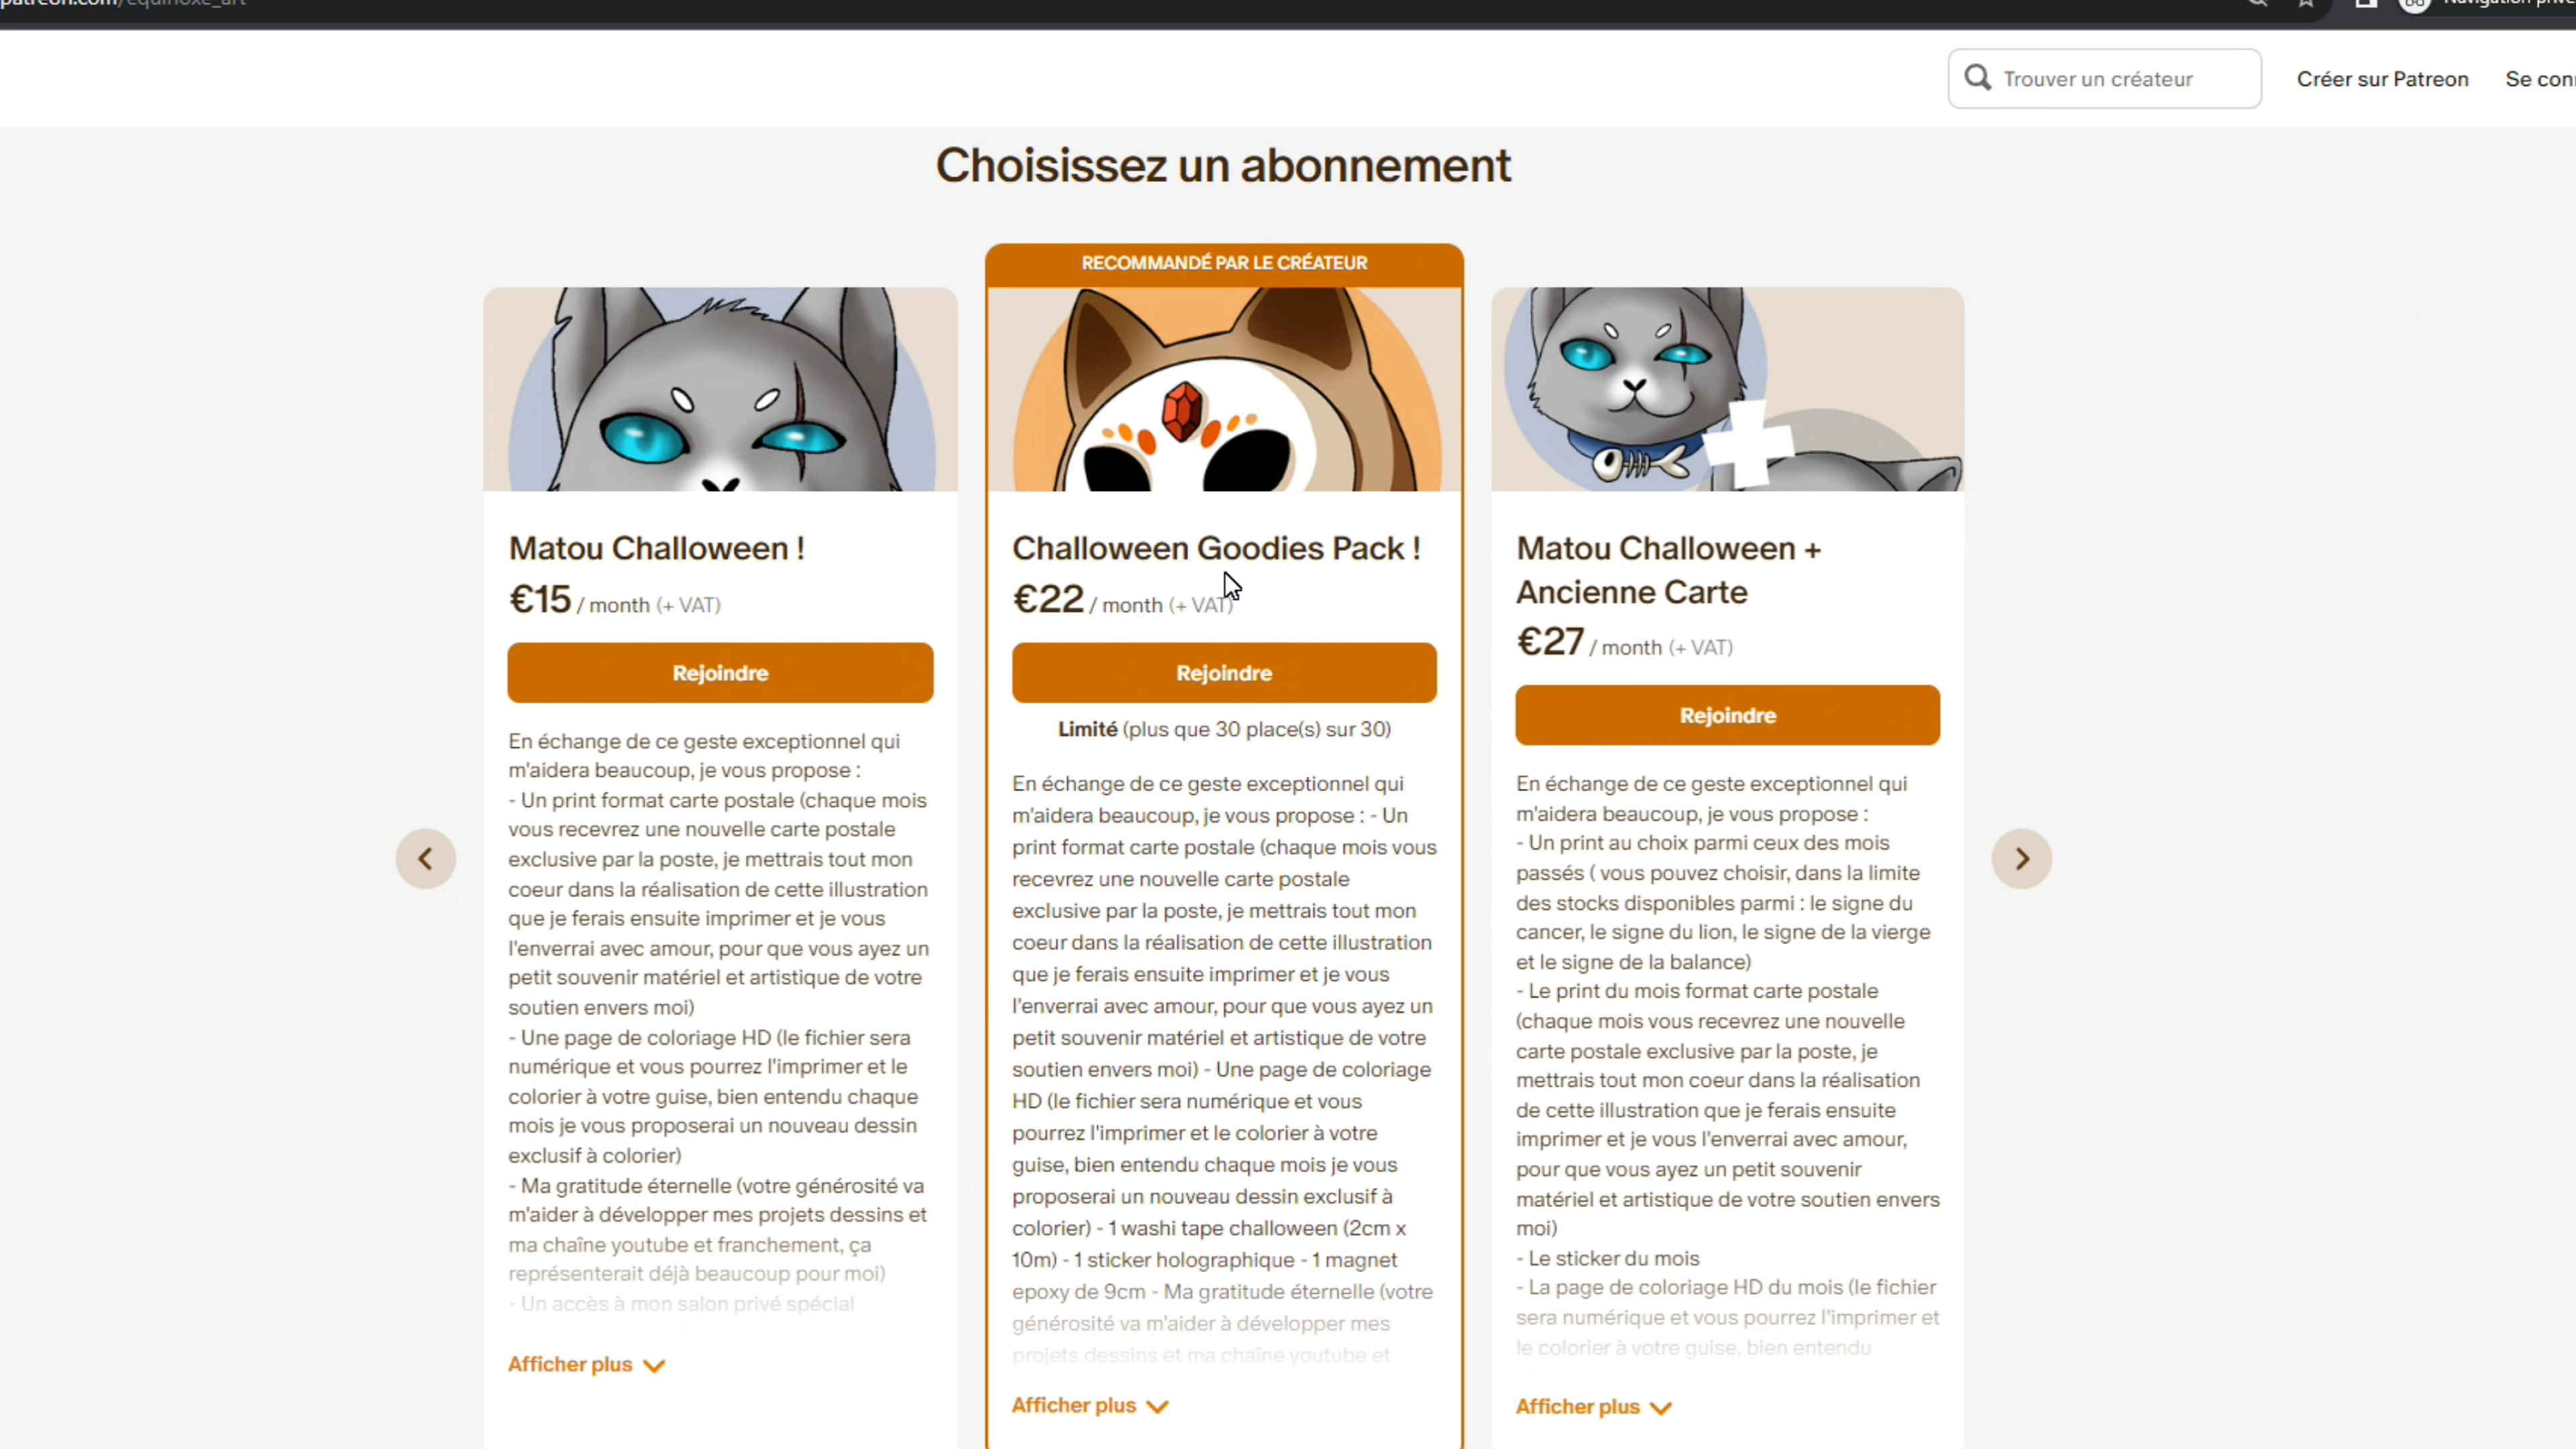 patreon.com/equinoxe_art
Trouver un créateur
Créer sur Patreon
Choisissez un abonnement
RECOMMANDÉ PAR LE CRÉATEUR
Matou Challoween !
€15 / month (+ VAT)
Rejoindre
En échange de ce geste exceptionnel qui
m'aidera beaucoup, je vous propose :
- Un print format carte postale (chaque mois
vous recevrez une nouvelle carte postale
exclusive par la poste, je mettrais tout mon
coeur dans la réalisation de cette illustration
que je ferais ensuite imprimer et je vous
l'enverrai avec amour, pour que vous ayez un
petit souvenir matériel et artistique de votre
soutien envers moi)
- Une page de coloriage HD (le fichier sera
numérique et vous pourrez l'imprimer et le
colorier à votre guise, bien entendu chaque
mois je vous proposerai un nouveau dessin
exclusif à colorier)
- Ma gratitude éternelle (votre générosité va
m'aider à développer mes projets dessins et
ma chaîne youtube et franchement, ça
représenterait déjà beaucoup pour moi)
- Un accès à mon salon privé spécial
Afficher plus
Challoween Goodies Pack !
€22 / month (+ VAT)
Rejoindre
Limité (plus que 30 place(s) sur 30)
En échange de ce geste exceptionnel qui
m'aidera beaucoup, je vous propose : - Un
print format carte postale (chaque mois vous
recevrez une nouvelle carte postale
exclusive par la poste, je mettrais tout mon
coeur dans la réalisation de cette illustration
que je ferais ensuite imprimer et je vous
l'enverrai avec amour, pour que vous ayez un
petit souvenir matériel et artistique de votre
soutien envers moi) - Une page de coloriage
HD (le fichier sera numérique et vous
pourrez l'imprimer et le colorier à votre
guise, bien entendu chaque mois je vous
proposerai un nouveau dessin exclusif à
colorier) - 1 washi tape challoween (2cm x
10m) - 1 sticker holographique - 1 magnet
epoxy de 9cm - Ma gratitude éternelle (votre
générosité va m'aider à développer mes
projets dessins et ma chaîne youtube et
Afficher plus
Matou Challoween +
Ancienne Carte
€27 / month (+ VAT)
Rejoindre
En échange de ce geste exceptionnel qui
m'aidera beaucoup, je vous propose :
- Un print au choix parmi ceux des mois
passés ( vous pouvez choisir, dans la limite
des stocks disponibles parmi : le signe du
cancer, le signe du lion, le signe de la vierge
et le signe de la balance)
- Le print du mois format carte postale
(chaque mois vous recevrez une nouvelle
carte postale exclusive par la poste, je
mettrais tout mon coeur dans la réalisation
de cette illustration que je ferais ensuite
imprimer et je vous l'enverrai avec amour,
pour que vous ayez un petit souvenir
matériel et artistique de votre soutien envers
moi)
- Le sticker du mois
- La page de coloriage HD du mois (le fichier
sera numérique et vous pourrez l'imprimer et
le colorier à votre guise, bien entendu
Afficher plus